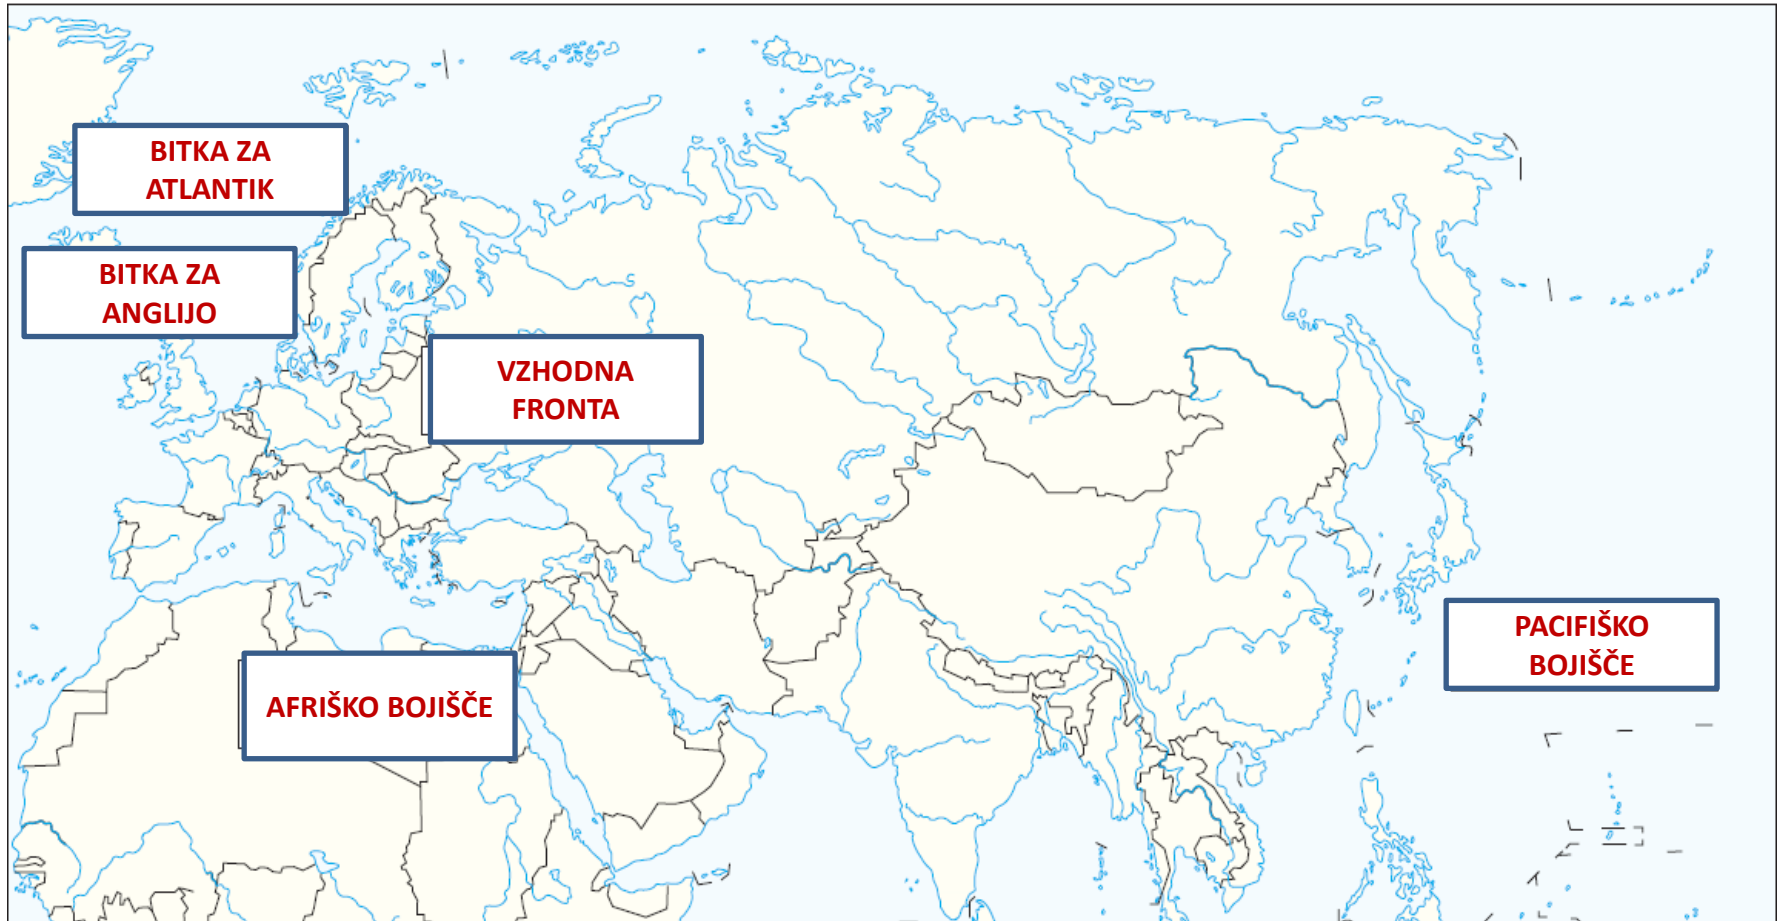 BITKA ZA
ATLANTIK
BITKA ZA
ANGLIJO
VZHODNA
FRONTA
PACIFIŠKO
BOJIŠČE
AFRIŠKO BOJIŠČE